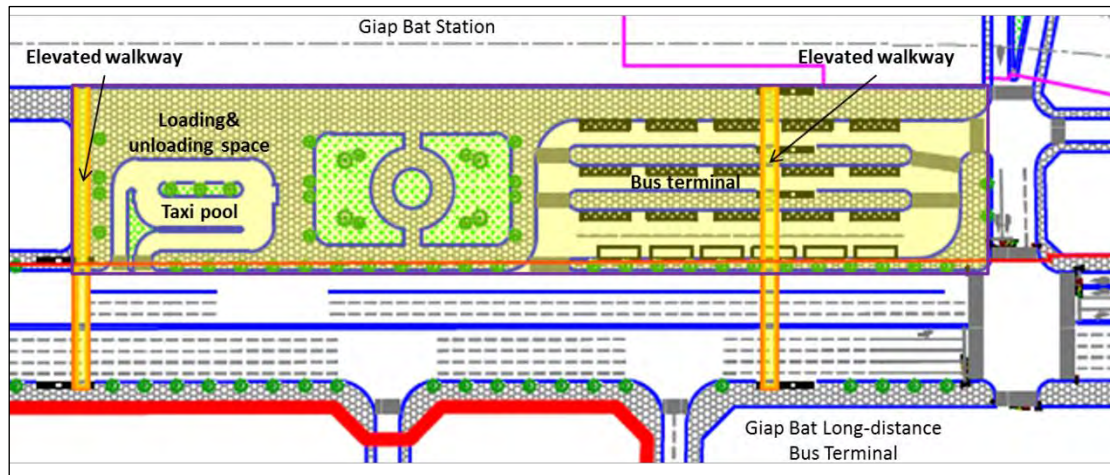 Giap Bat Station
Elevated walkway
Elevated walkway
Loading&
unloading space
Bus terminal
Taxi pool
Giap Bat Long-distance
Bus Terminal